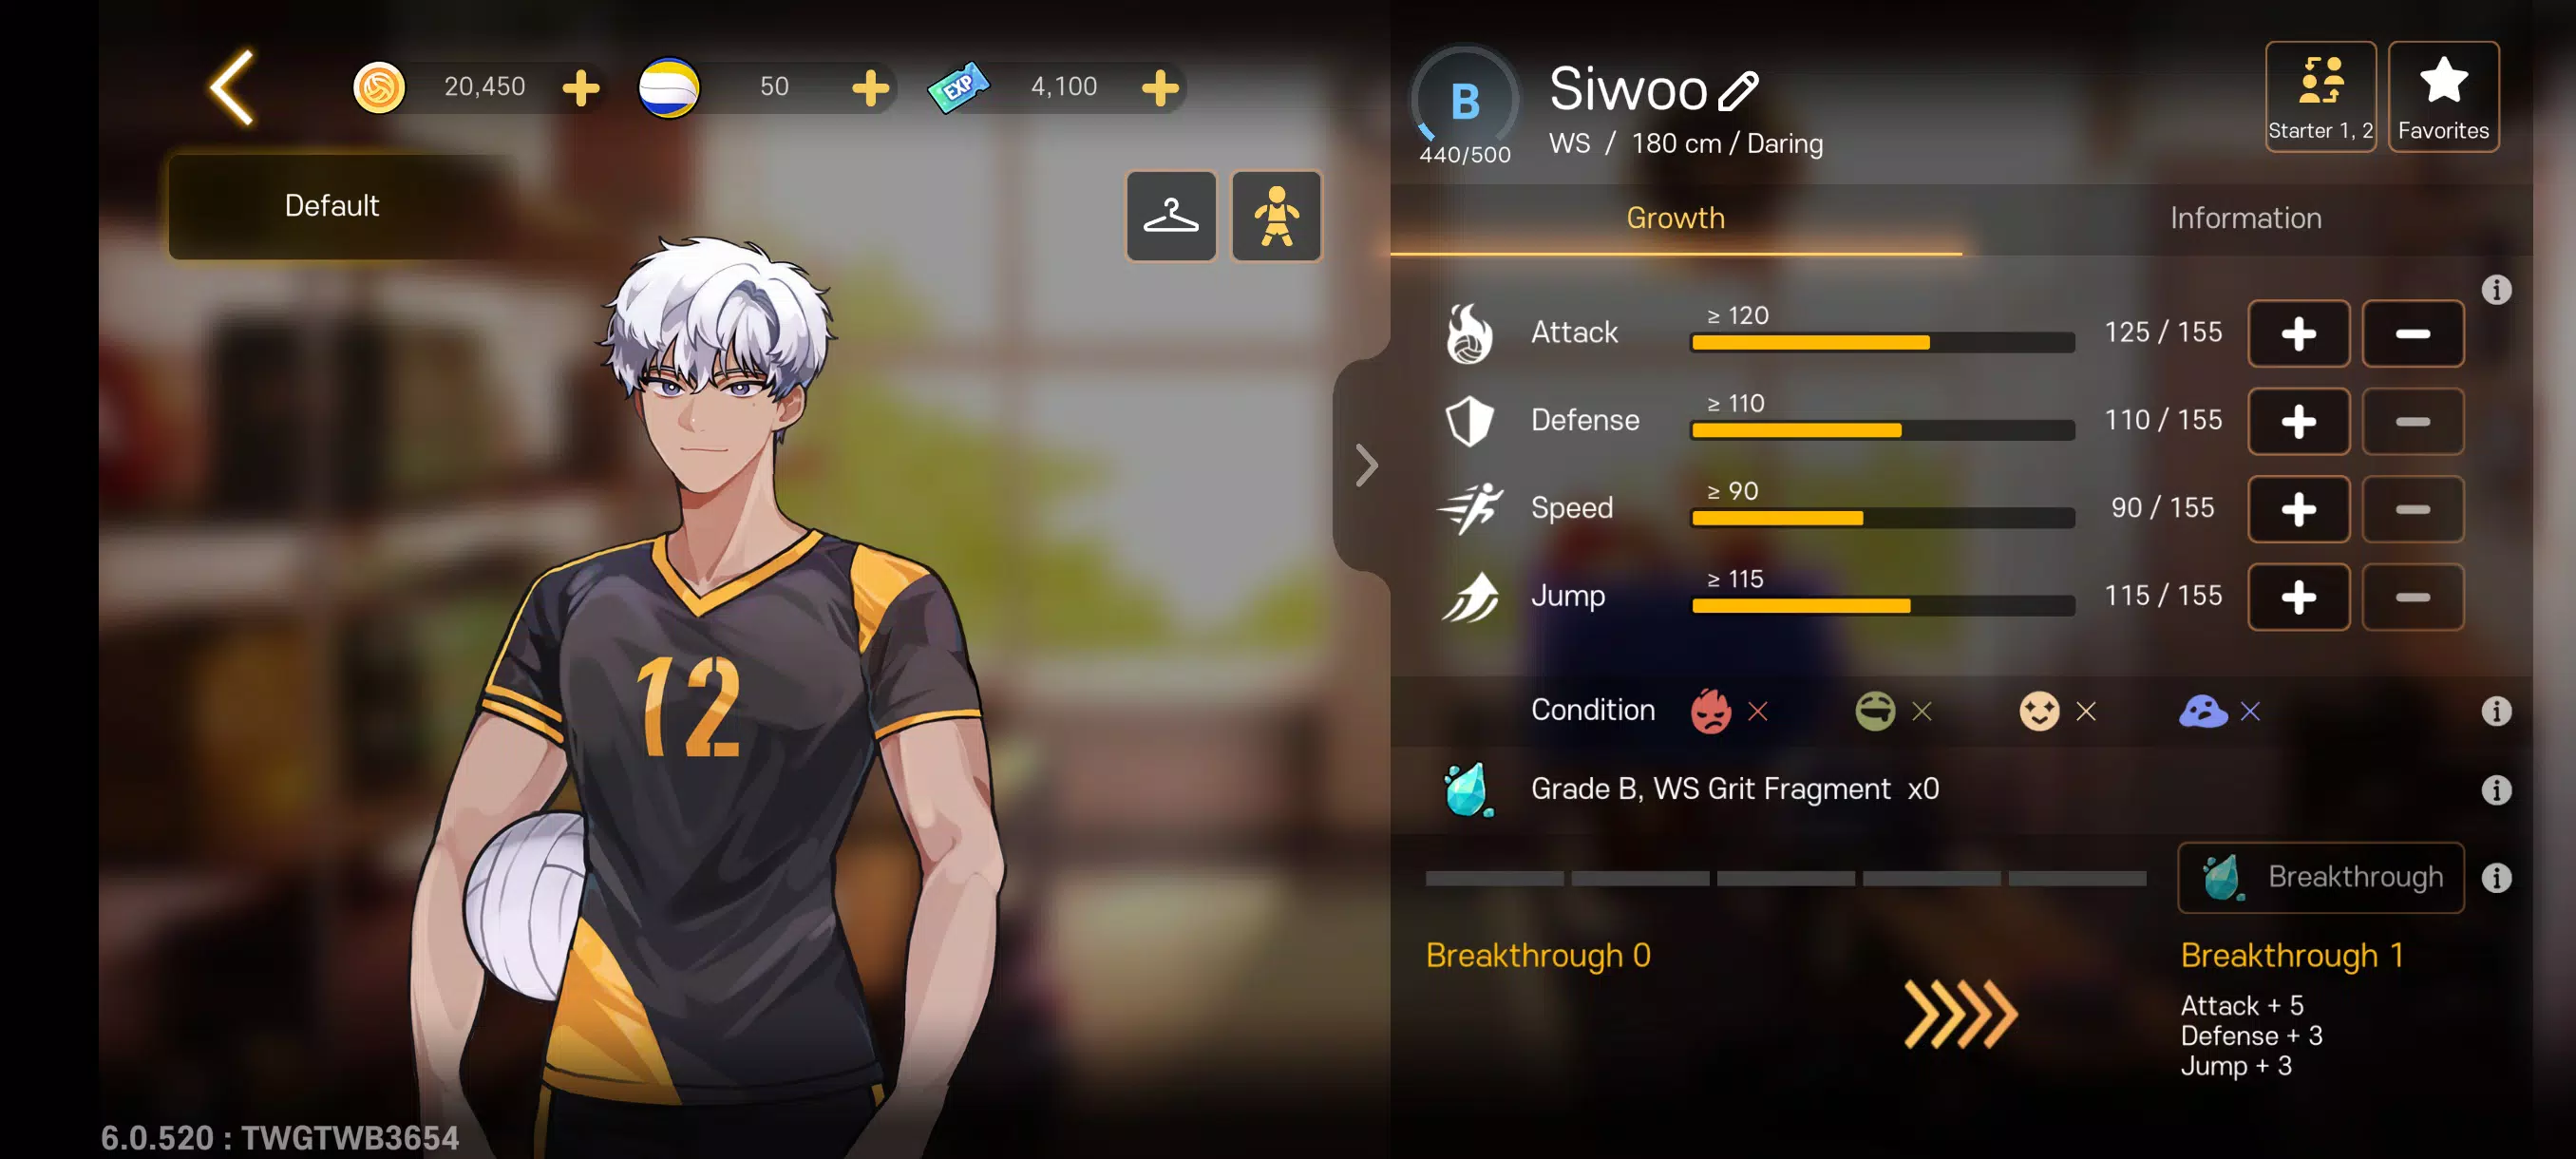 20,450
50
EXP
4,100
Default
12
6.0.520 : TWGTWB3654
B
440/500
Siwoo
WS / 180 cm / Daring
Starter 1, 2
Favorites
Growth
Information
Attack
≥ 120
125 / 155
Defense
≥ 110
110 / 155
Speed
≥ 90
90 / 155
Jump
≥ 115
115 / 155
Condition
Grade B, WS Grit Fragment x0
Breakthrough
Breakthrough 0
Breakthrough 1
Attack + 5
Defense + 3
Jump + 3